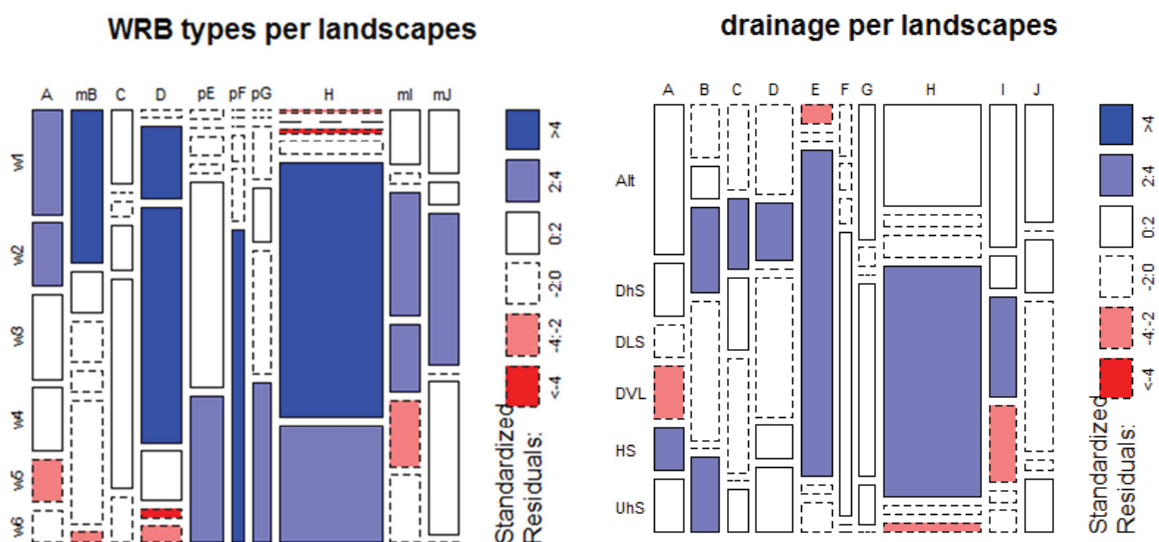 WRB types per landscapes
A mB C D pE pF pG H mI mJ
w1
w2
w3
w4
w5
w6
Standardized
Residuals:
<-4
-4:-2
-2:0
0:2
2:4
>4
drainage per landscapes
A B C D E F G H I J
Alt
DhS
DLS
DVL
HS
UhS
Standardized
Residuals:
<-4
-4:-2
-2:0
0:2
2:4
>4